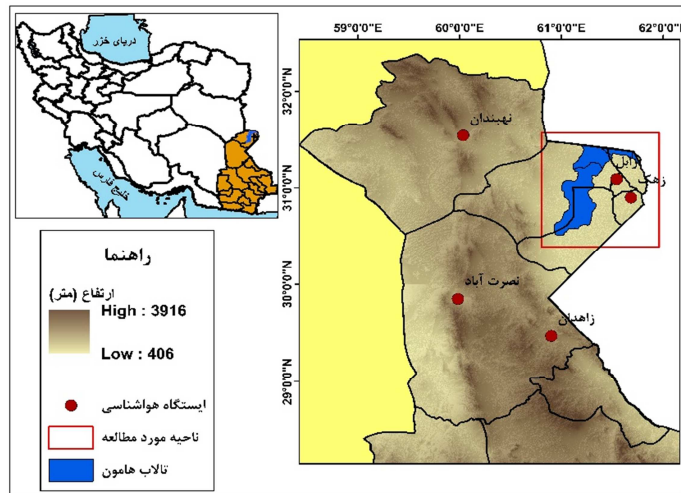 دریای خزر
خلیج فارس
59°0'0"E
60°0'0"E
61°0'0"E
62°0'0"E
32°0'0"N
31°0'0"N
30°0'0"N
29°0'0"N
نهبندان
زابل
زهک
نصرت آباد
زاهدان
راهنما
ارتفاع (متر)
High : 3916
Low : 406
ایستگاه هواشناسی
ناحیه مورد مطالعه
تالاب هامون